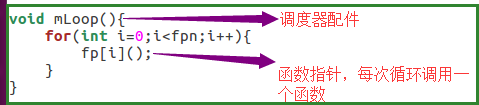 void mLoop(){
调度器配件
for(int i=0;i<fpn;i++){
fp[i]();
函数指针，每次循环调用一
个函数
}
}